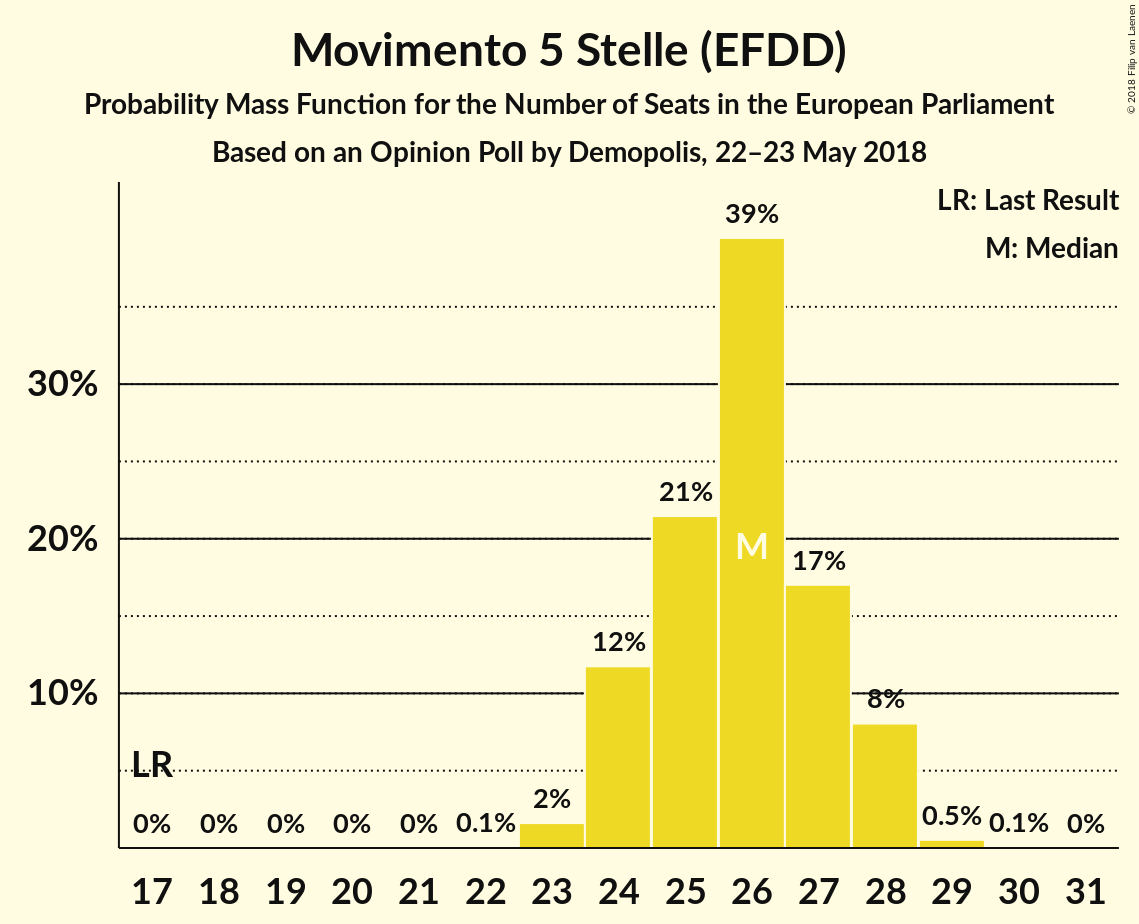 Movimento 5 Stelle (EFDD)
Probability Mass Function for the Number of Seats in the European Parliament
Based on an Opinion Poll by Demopolis, 22–23 May 2018
© 2018 Filip van Laenen
LR: Last Result
M: Median
39%
30%
21%
20%
M
17%
12%
10%
8%
LR
2%
0% 0% 0% 0% 0% 0.1% 0.5% 0.1% 0%
17 18 19 20 21 22 23 24 25 26 27 28 29 30 31